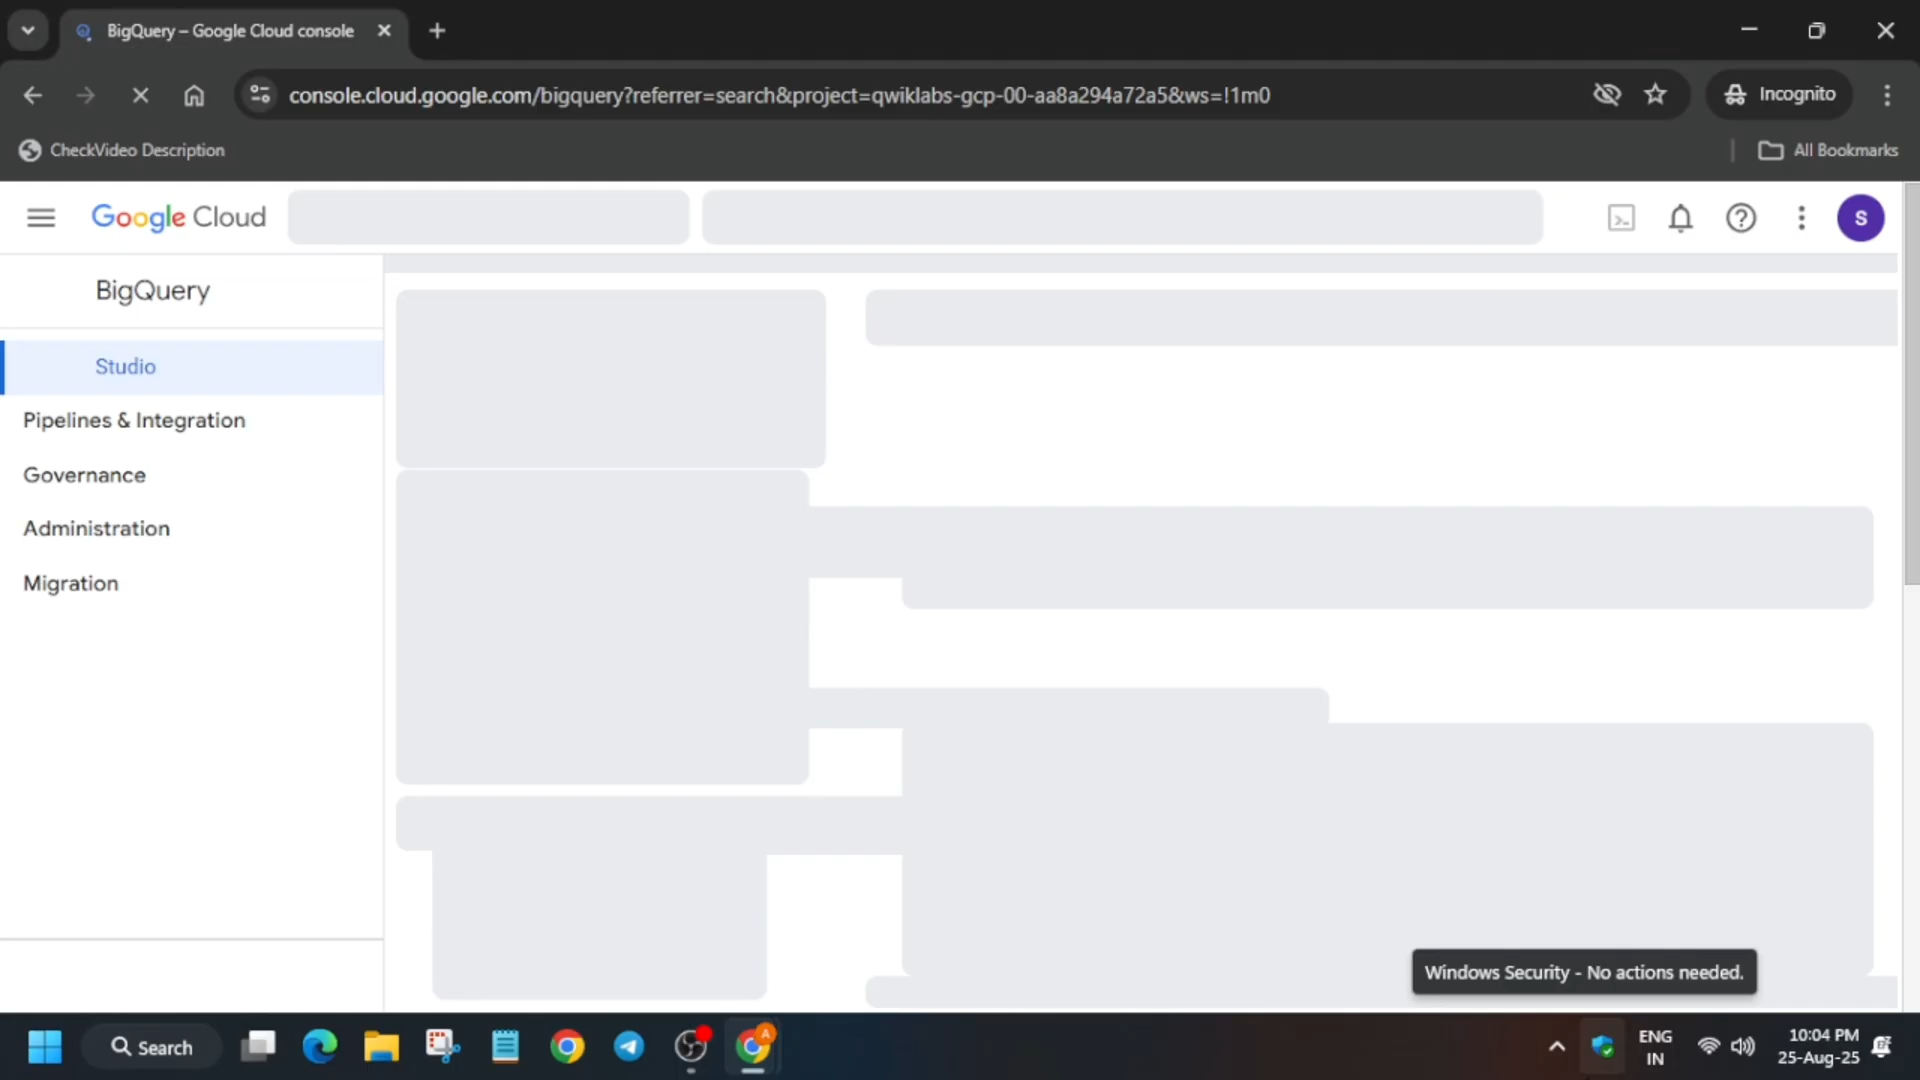 BigQuery – Google Cloud console
console.cloud.google.com/bigquery?referrer=search&project=qwiklabs-gcp-00-aa8a294a72a5&ws=!1m0
Incognito
CheckVideo Description
All Bookmarks
Google Cloud
S
BigQuery
Studio
Pipelines & Integration
Governance
Administration
Migration
Windows Security - No actions needed.
Search
A
ENG
IN
10:04 PM
25-Aug-25